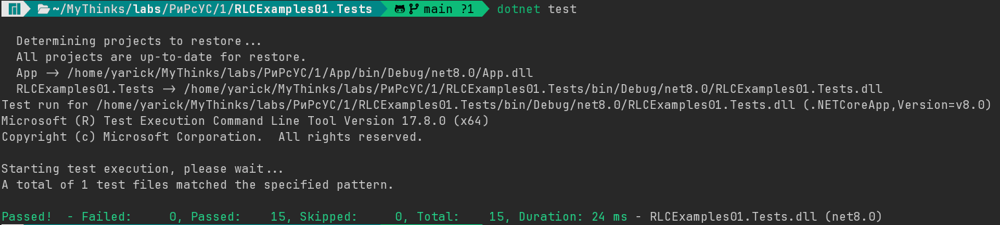 ~/MyThinks/labs/РиРсУС/1/RLCExamples01.Tests main ?1 dotnet test
Determining projects to restore...
All projects are up-to-date for restore.
App -> /home/yarick/MyThinks/labs/РиРсУС/1/App/bin/Debug/net8.0/App.dll
RLCExamples01.Tests -> /home/yarick/MyThinks/labs/РиРсУС/1/RLCExamples01.Tests/bin/Debug/net8.0/RLCExamples01.Tests.dll
Test run for /home/yarick/MyThinks/labs/РиРсУС/1/RLCExamples01.Tests/bin/Debug/net8.0/RLCExamples01.Tests.dll (.NETCoreApp,Version=v8.0)
Microsoft (R) Test Execution Command Line Tool Version 17.8.0 (x64)
Copyright (c) Microsoft Corporation.  All rights reserved.
Starting test execution, please wait...
A total of 1 test files matched the specified pattern.
Passed!  - Failed:     0, Passed:    15, Skipped:     0, Total:    15, Duration: 24 ms - RLCExamples01.Tests.dll (net8.0)